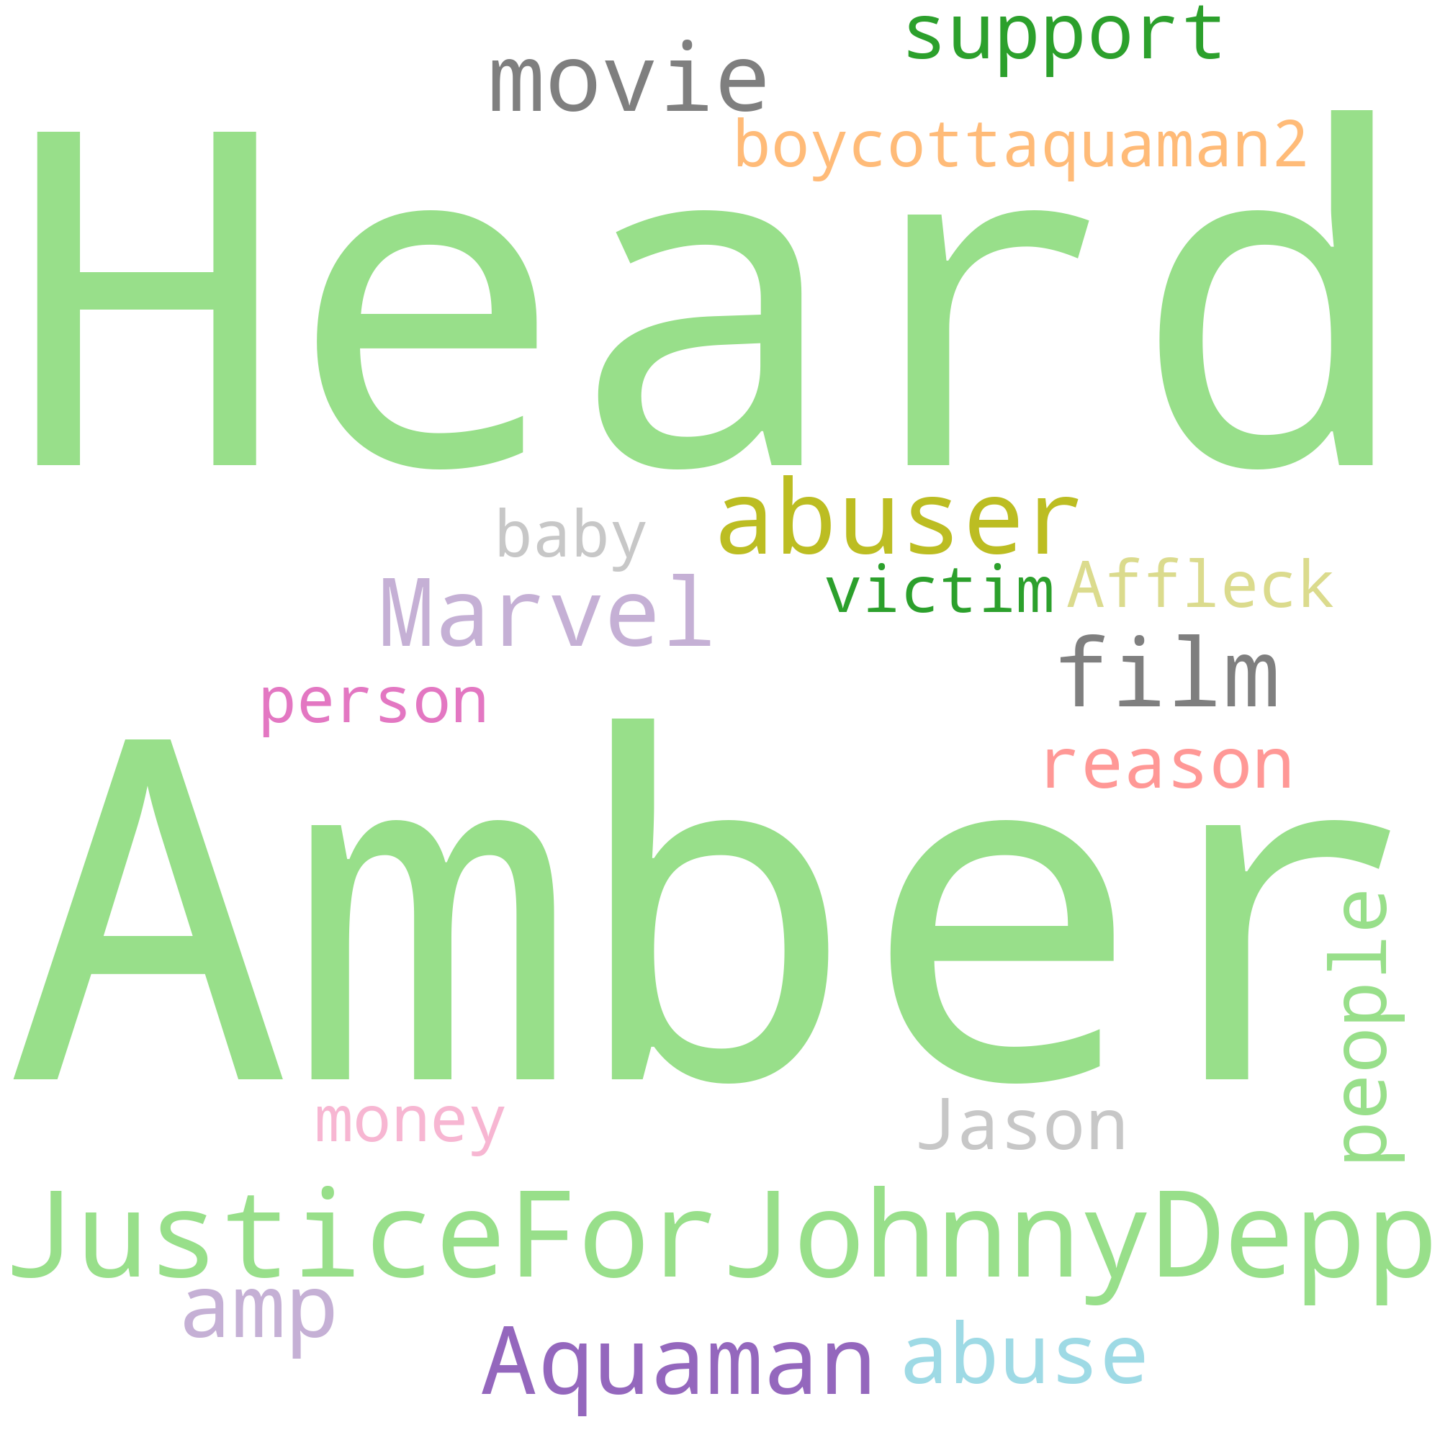 support
movie
boycottaquaman2
Heard
abuser
baby
victim
Affleck
Marvel
film
person
reason
Amber
people
money
Jason
JusticeForJohnnyDepp
amp
Aquaman
abuse